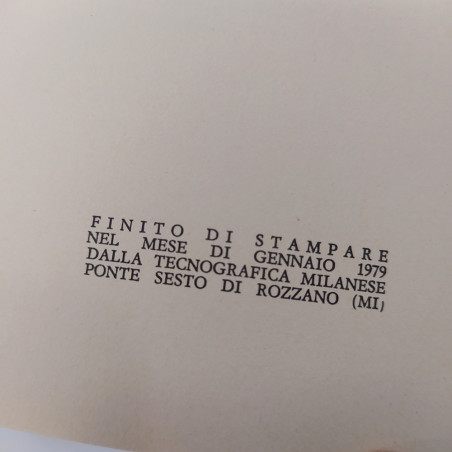 FINITO DI STAMPARE
NEL MESE DI GENNAIO 1979
DALLA TECNOGRAFICA MILANESE
PONTE SESTO DI ROZZANO (MI)